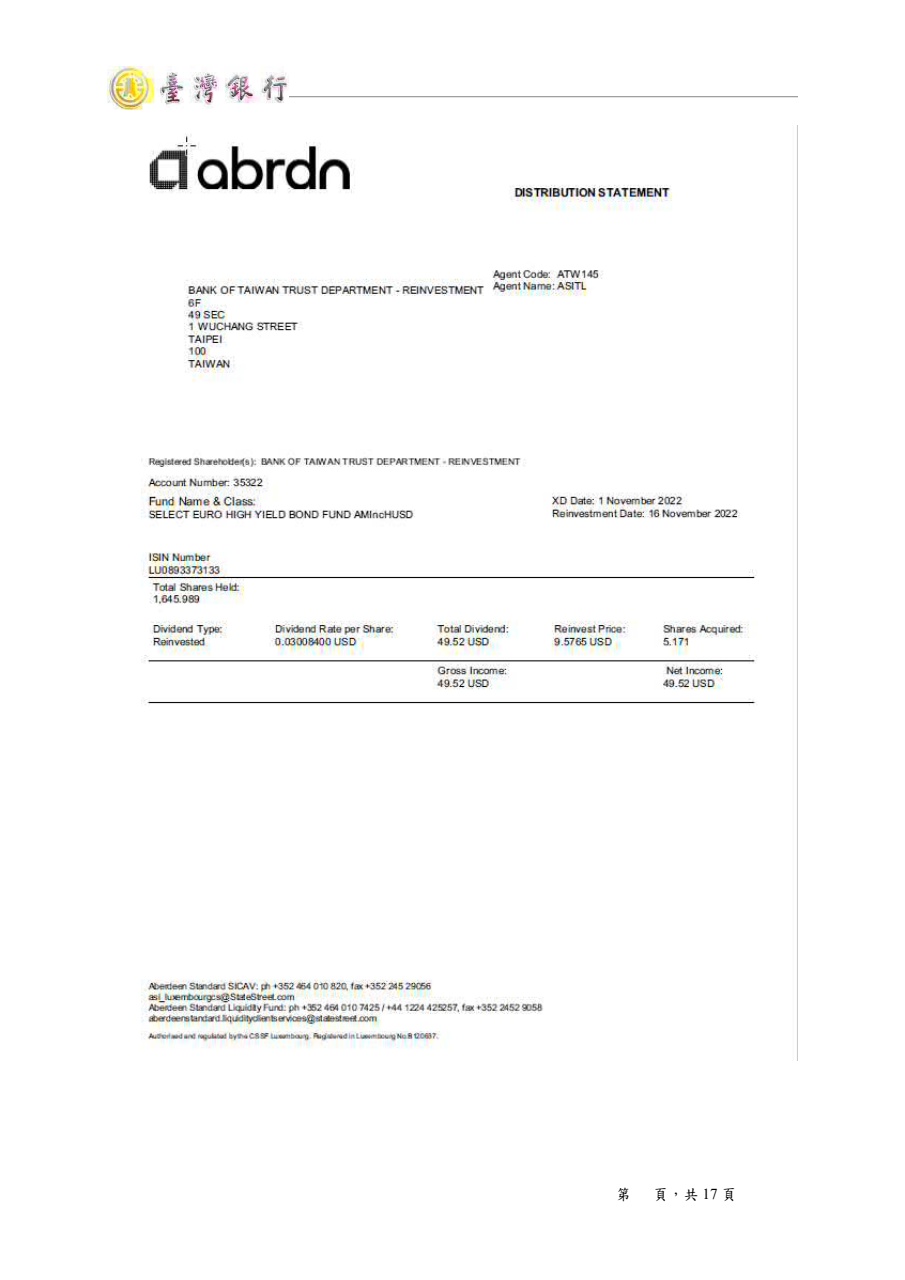 臺灣銀行
abrdn
DISTRIBUTION STATEMENT
Agent Code: ATW145
Agent Name: ASITL
BANK OF TAIWAN TRUST DEPARTMENT - REINVESTMENT
6F
49 SEC
1 WUCHANG STREET
TAIPEI
100
TAIWAN
Registered Shareholder(s): BANK OF TAIWAN TRUST DEPARTMENT - REINVESTMENT
Account Number: 35322
Fund Name & Class:
SELECT EURO HIGH YIELD BOND FUND AMIncHUSD
XD Date: 1 November 2022
Reinvestment Date: 16 November 2022
ISIN Number
LU0893373133
Total Shares Held:
1,645.989
Dividend Type: Dividend Rate per Share: Total Dividend: Reinvest Price: Shares Acquired:
Reinvested 0.03008400 USD 49.52 USD 9.5765 USD 5.171
Gross Income: Net Income:
49.52 USD 49.52 USD
Aberdeen Standard SICAV: ph +352 464 010 820, fax +352 245 29056
asi_luxembourgcs@StateStreet.com
Aberdeen Standard Liquidity Fund: ph +352 464 010 7425 / +44 1224 425257, fax +352 2452 9058
aberdeenstandard.liquidityclientservices@statestreet.com
Authorised and regulated by the CSSF Luxembourg. Registered in Luxembourg No.B120637.
第 頁，共 17 頁